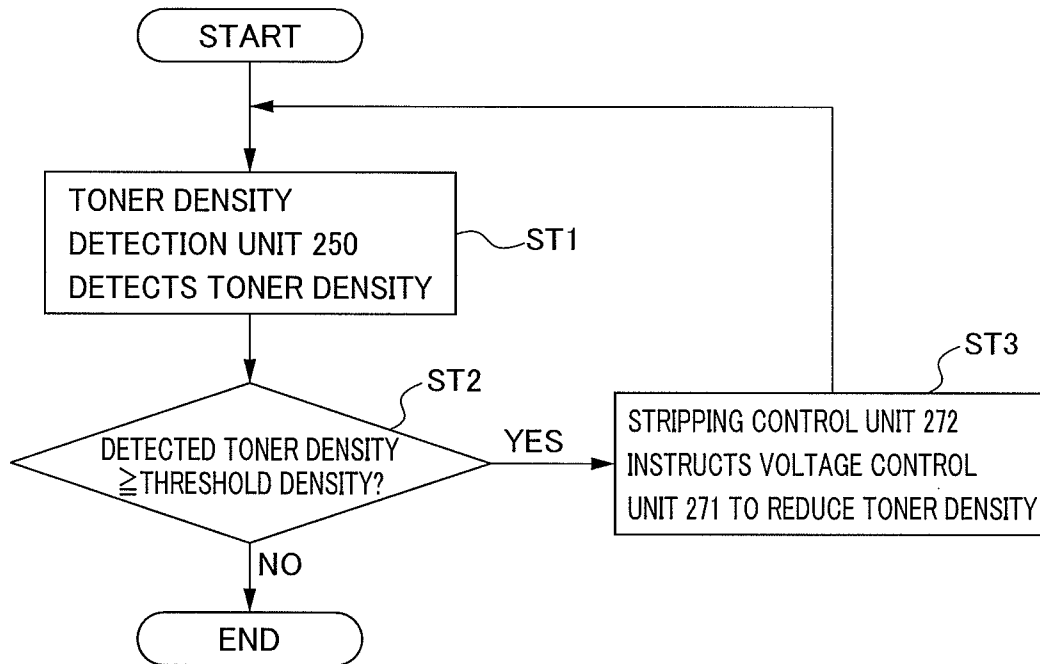 START
TONER DENSITY
DETECTION UNIT 250
DETECTS TONER DENSITY
ST1
ST2
DETECTED TONER DENSITY
≧THRESHOLD DENSITY?
YES
ST3
STRIPPING CONTROL UNIT 272
INSTRUCTS VOLTAGE CONTROL
UNIT 271 TO REDUCE TONER DENSITY
NO
END